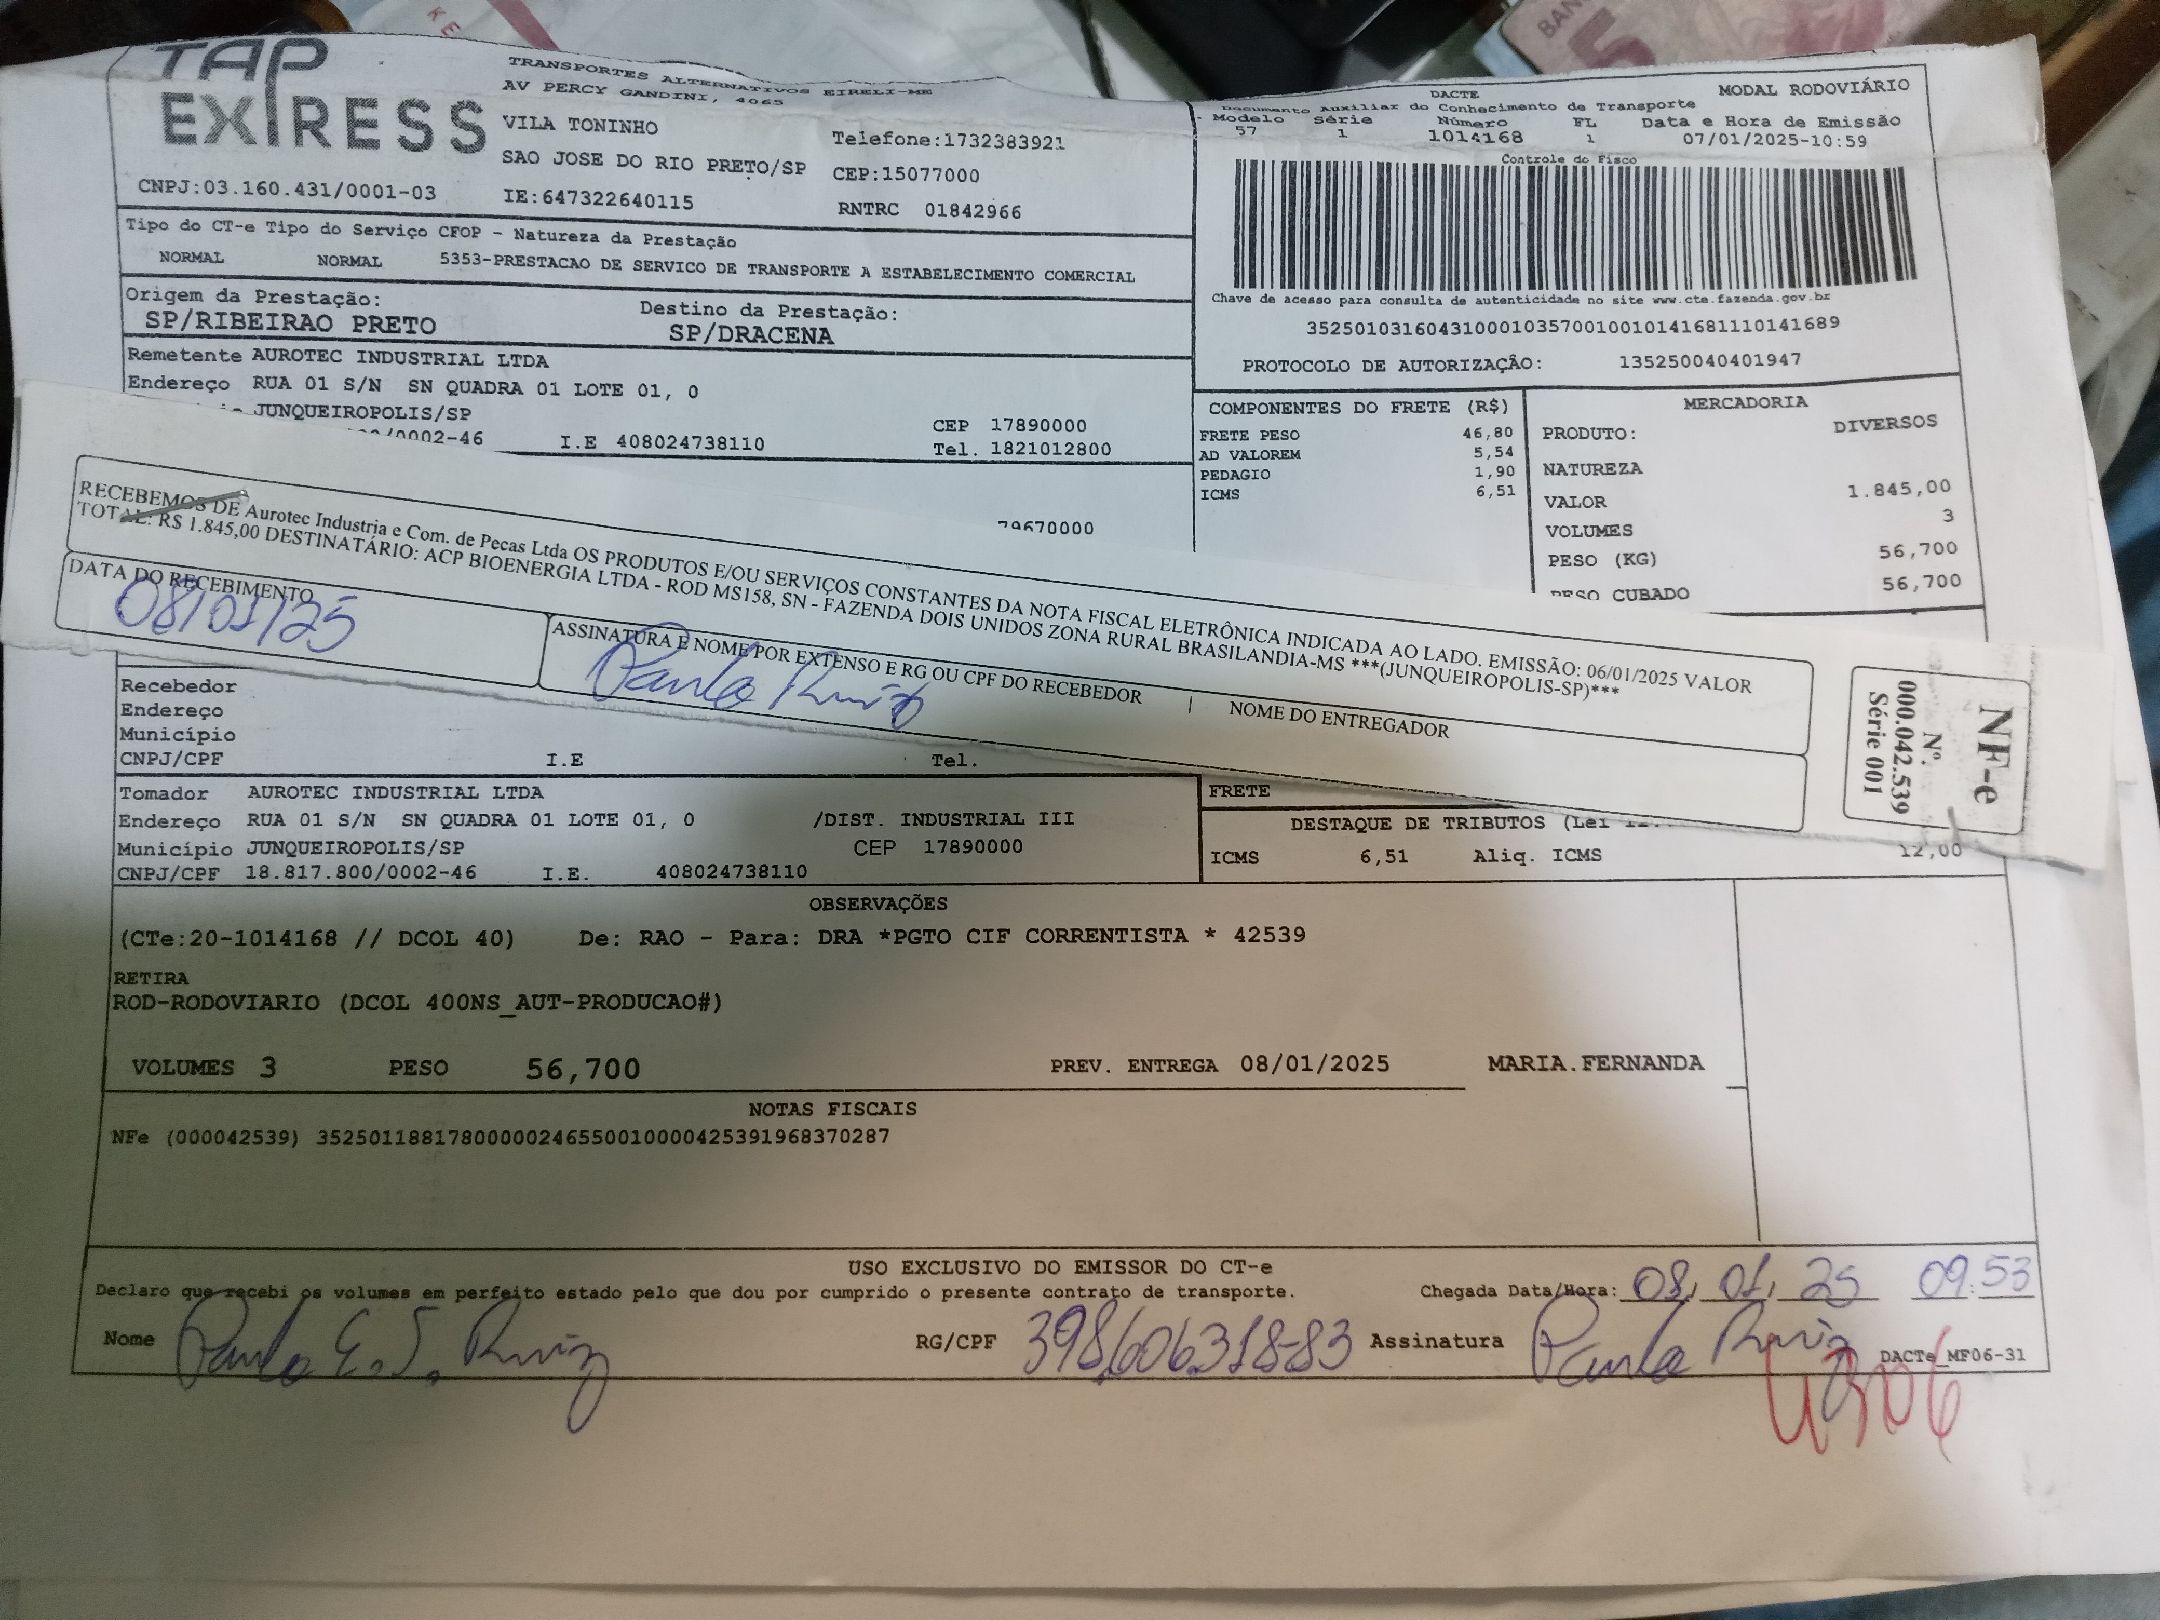 TAP
EXPRESS
TRANSPORTES ALTERNATIVOS EIRELI-ME
AV PERCY GANDINI, 4065
VILA TONINHO
Telefone:1732383921
SAO JOSE DO RIO PRETO/SP CEP:15077000
CNPJ:03.160.431/0001-03 IE:647322640115 RNTRC 01842966
DACTE MODAL RODOVIÁRIO
Documento Auxiliar do Conhecimento de Transporte
Modelo Série Número FL Data e Hora de Emissão
57 1 1014168 1 07/01/2025-10:59
Controle do Fisco
Chave de acesso para consulta de autenticidade no site www.cte.fazenda.gov.br
35250103160431000103570010010141681110141689
PROTOCOLO DE AUTORIZAÇÃO: 135250040401947
Tipo do CT-e Tipo do Serviço CFOP - Natureza da Prestação
NORMAL NORMAL 5353-PRESTACAO DE SERVICO DE TRANSPORTE A ESTABELECIMENTO COMERCIAL
Origem da Prestação: Destino da Prestação:
SP/RIBEIRAO PRETO SP/DRACENA
Remetente AUROTEC INDUSTRIAL LTDA
Endereço RUA 01 S/N SN QUADRA 01 LOTE 01, 0
JUNQUEIROPOLIS/SP CEP 17890000
/0002-46 I.E 408024738110 Tel. 1821012800
79670000
COMPONENTES DO FRETE (R$)
FRETE PESO 46,80
AD VALOREM 5,54
PEDAGIO 1,90
ICMS 6,51
MERCADORIA
PRODUTO: DIVERSOS
NATUREZA
VALOR 1.845,00
VOLUMES 3
PESO (KG) 56,700
PESO CUBADO 56,700
RECEBEMOS DE Aurotec Industria e Com. de Pecas Ltda OS PRODUTOS E/OU SERVIÇOS CONSTANTES DA NOTA FISCAL ELETRÔNICA INDICADA AO LADO. EMISSÃO: 06/01/2025 VALOR
TOTAL: R$ 1.845,00 DESTINATÁRIO: ACP BIOENERGIA LTDA - ROD MS158, SN - FAZENDA DOIS UNIDOS ZONA RURAL BRASILANDIA-MS ***(JUNQUEIROPOLIS-SP)***
DATA DO RECEBIMENTO
08/01/25
ASSINATURA E NOME POR EXTENSO E RG OU CPF DO RECEBEDOR | NOME DO ENTREGADOR
Paulo Ruiz
NF-e
Nº.
000.042.539
Série 001
Recebedor
Endereço
Município
CNPJ/CPF I.E Tel.
Tomador AUROTEC INDUSTRIAL LTDA
Endereço RUA 01 S/N SN QUADRA 01 LOTE 01, 0 /DIST. INDUSTRIAL III
Município JUNQUEIROPOLIS/SP CEP 17890000
CNPJ/CPF 18.817.800/0002-46 I.E. 408024738110
FRETE
DESTAQUE DE TRIBUTOS (Lei
ICMS 6,51 Aliq. ICMS 12,00
OBSERVAÇÕES
(CTe:20-1014168 // DCOL 40) De: RAO - Para: DRA *PGTO CIF CORRENTISTA * 42539
RETIRA
ROD-RODOVIARIO (DCOL 400NS_AUT-PRODUCAO#)
VOLUMES 3 PESO 56,700 PREV. ENTREGA 08/01/2025 MARIA.FERNANDA
NOTAS FISCAIS
NFe (000042539) 35250118817800000246550010000425391968370287
USO EXCLUSIVO DO EMISSOR DO CT-e
Declaro que recebi os volumes em perfeito estado pelo que dou por cumprido o presente contrato de transporte. Chegada Data/Hora: 08, 01, 25 09:53
Nome Paulo E. S. Ruiz RG/CPF 398.606.318-83 Assinatura Paulo Ruiz
DACTe_MF06-31